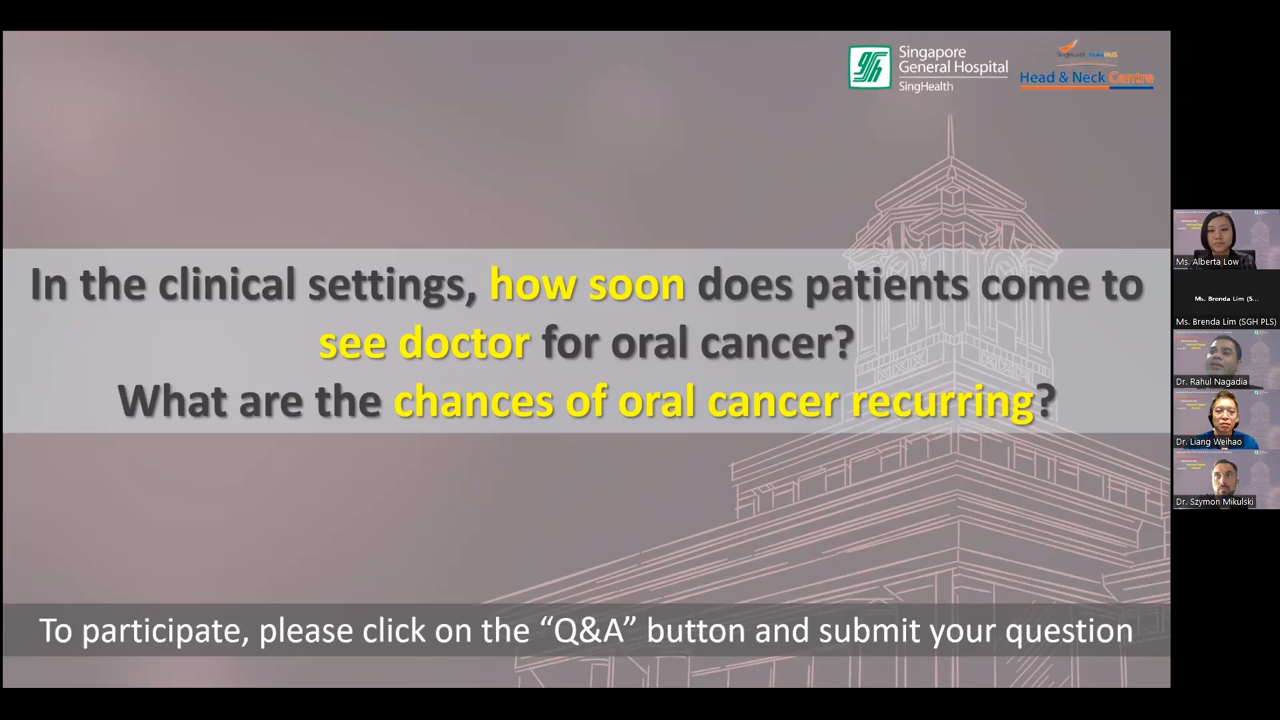 Singapore
General Hospital
SingHealth
Head & Neck Centre
In the clinical settings, how soon does patients come to
see doctor for oral cancer?
What are the chances of oral cancer recurring?
To participate, please click on the “Q&A” button and submit your question
Ms. Alberta Low
Ms. Brenda Lim (S...
Ms. Brenda Lim (SGH PLS)
Dr. Rahul Nagadia
Dr. Liang Weihao
Dr. Szymon Mikulski